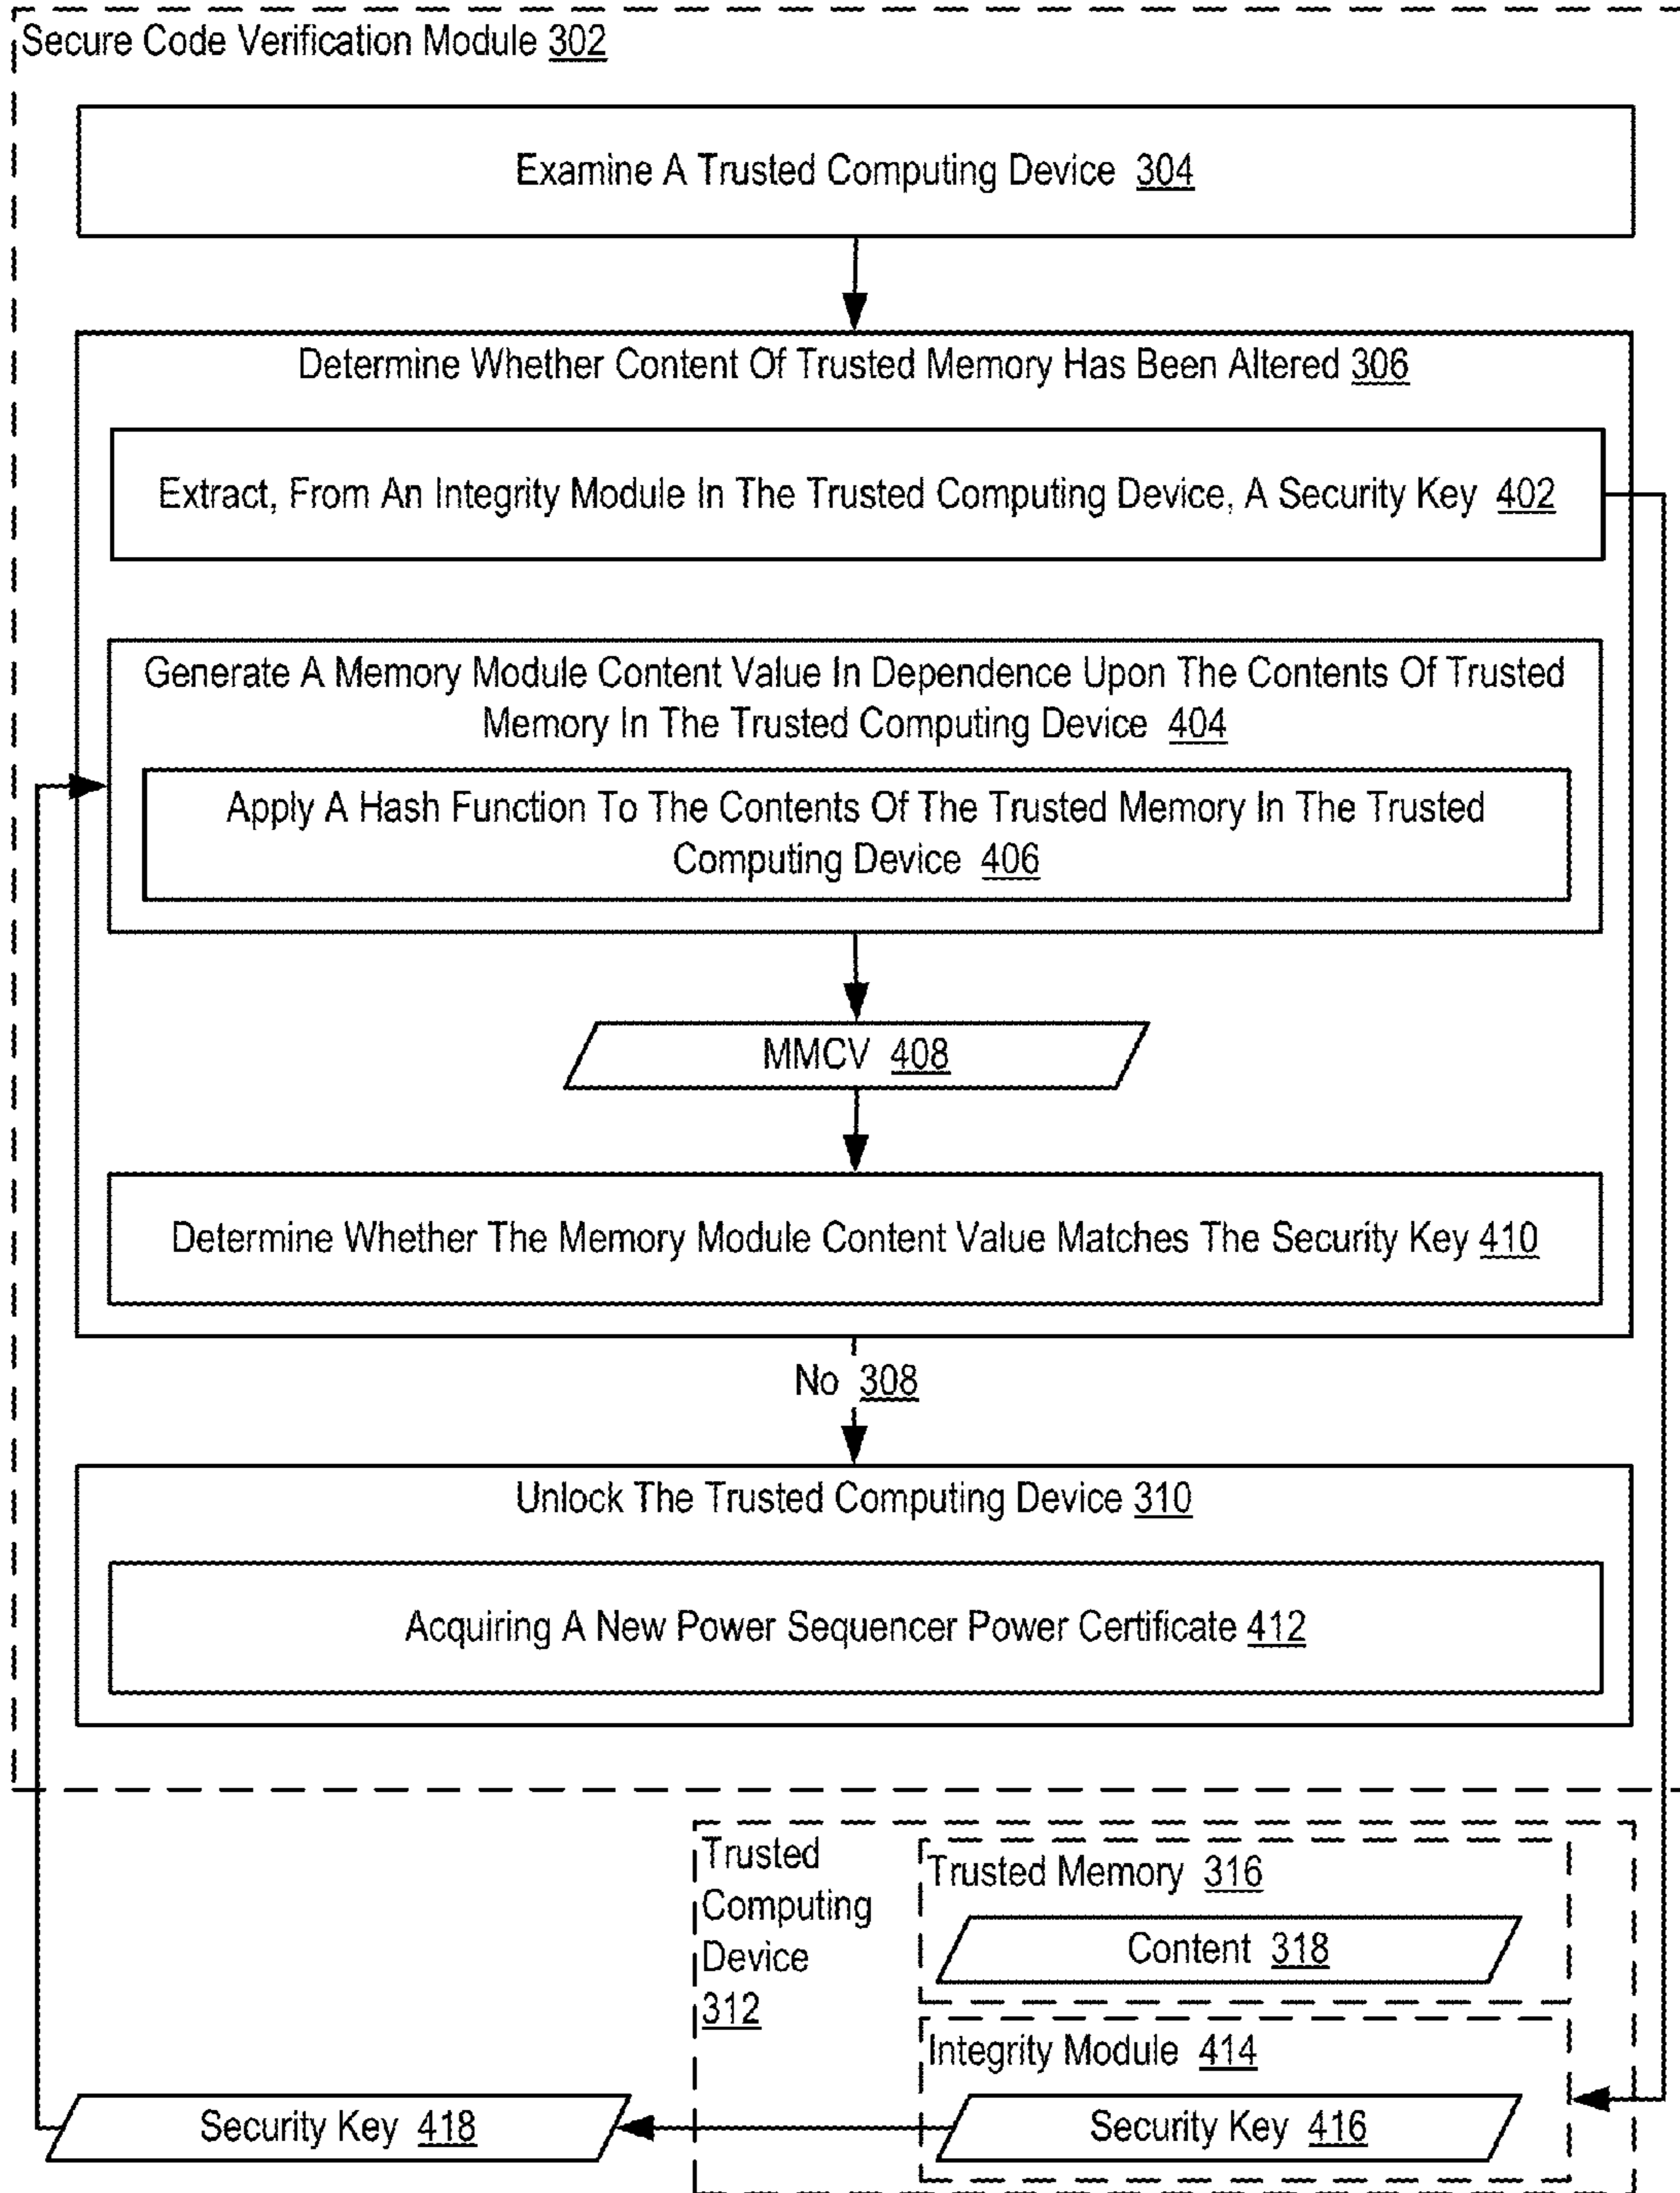 Secure Code Verification Module 302
Examine A Trusted Computing Device 304
Determine Whether Content Of Trusted Memory Has Been Altered 306
Extract, From An Integrity Module In The Trusted Computing Device, A Security Key 402
Generate A Memory Module Content Value In Dependence Upon The Contents Of Trusted
Memory In The Trusted Computing Device 404
Apply A Hash Function To The Contents Of The Trusted Memory In The Trusted
Computing Device 406
MMCV 408
Determine Whether The Memory Module Content Value Matches The Security Key 410
No 308
Unlock The Trusted Computing Device 310
Acquiring A New Power Sequencer Power Certificate 412
Trusted
Computing
Device
312
Trusted Memory 316
Content 318
Integrity Module 414
Security Key 416
Security Key 418